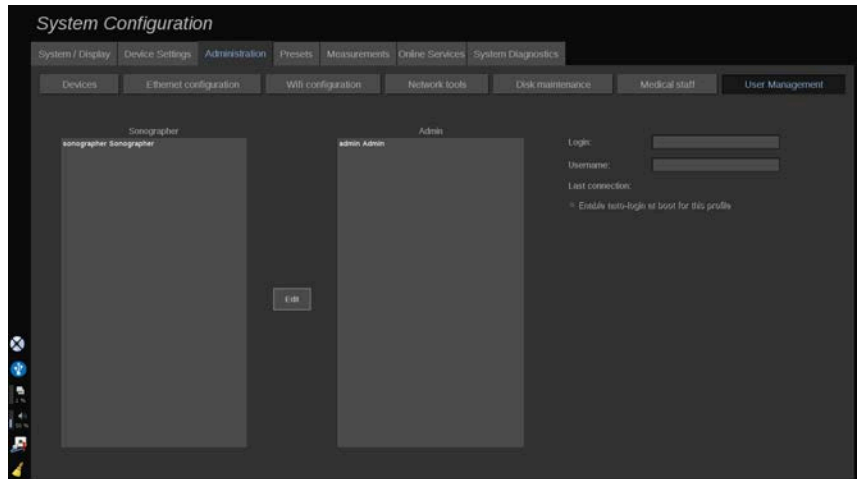 System Configuration
System / Display Device Settings Administration Presets Measurements Online Services System Diagnostics
Devices Ethernet configuration Wifi configuration Network tools Disk maintenance Medical staff User Management
Sonographer Admin
sonographer Sonographer admin Admin Login:
Username:
Last connection:
Enable auto-login at boot for this profile
Edit
1 %
50 %